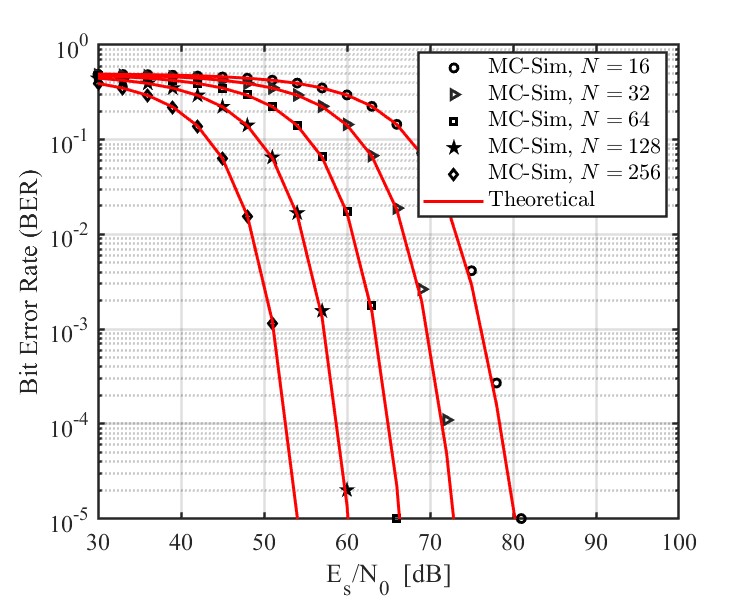 10^0
10^-1
10^-2
10^-3
10^-4
10^-5
Bit Error Rate (BER)
MC-Sim, N = 16
MC-Sim, N = 32
MC-Sim, N = 64
MC-Sim, N = 128
MC-Sim, N = 256
Theoretical
30 40 50 60 70 80 90 100
E_s/N_0 [dB]